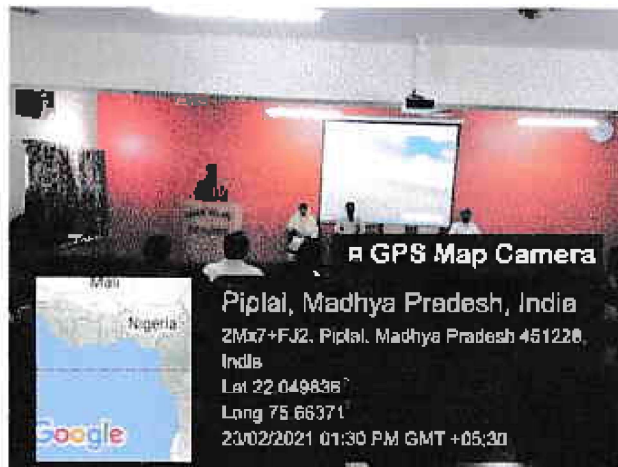 GPS Map Camera
Mali
Nigeria
Google
Piplai, Madhya Pradesh, India
2Mx7+FJ2, Piplai, Madhya Pradesh 451228,
India
Lat 22.049836°
Long 75.66371°
23/02/2021 01:30 PM GMT +05:30